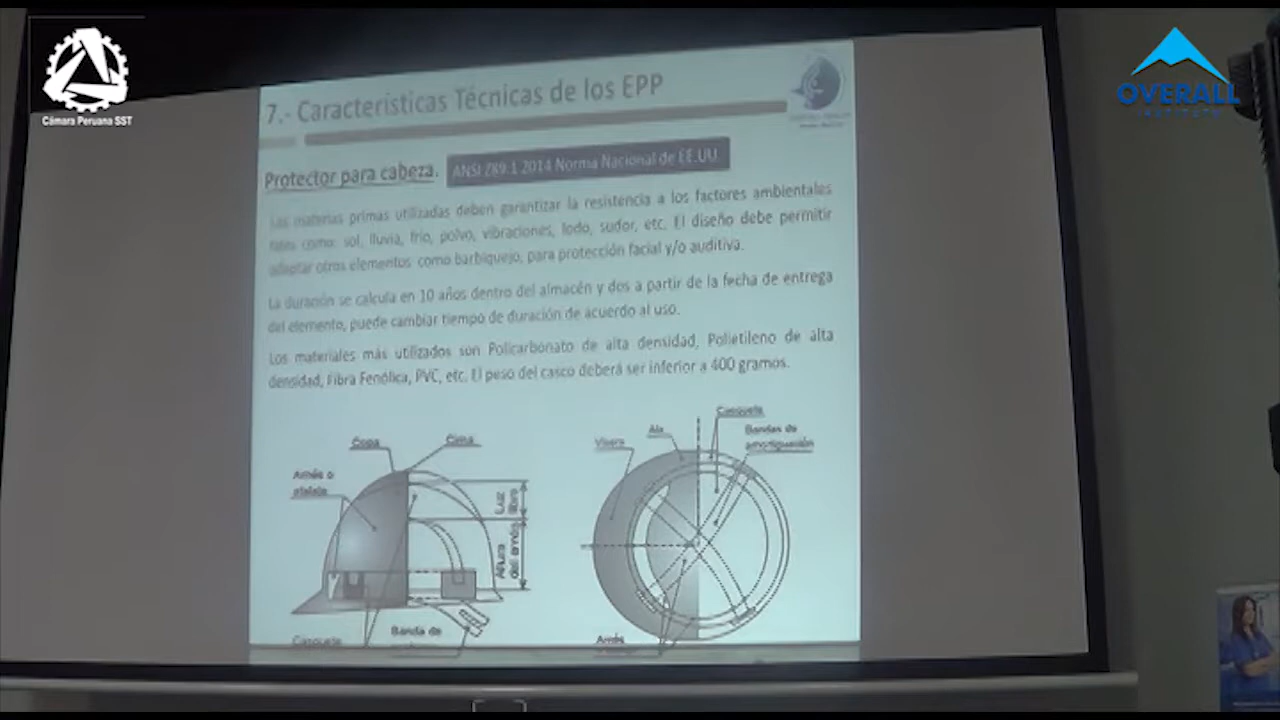 Cámara Peruana SST
OVERALL
INSTITUTO
7.- Características Técnicas de los EPP
Protector para cabeza.
ANSI Z89.1 2014 Norma Nacional de EE.UU.
Las materias primas utilizadas deben garantizar la resistencia a los factores ambientales
tales como: sol, lluvia, frio, polvo, vibraciones, lodo, sudor, etc. El diseño debe permitir
adaptar otros elementos como barbiquejo, para protección facial y/o auditiva.
La duración se calcula en 10 años dentro del almacén y dos a partir de la fecha de entrega
del elemento, puede cambiar tiempo de duración de acuerdo al uso.
Los materiales más utilizados son Policarbonato de alta densidad, Polietileno de alta
densidad, Fibra Fenólica, PVC, etc. El peso del casco deberá ser inferior a 400 gramos.
Copa
Cima
Arnés o
Luz
libre
Altura
del arnés
Casquete
Banda de
Visera
Ala
Casquete
Bandas de
amortiguación
Arnés